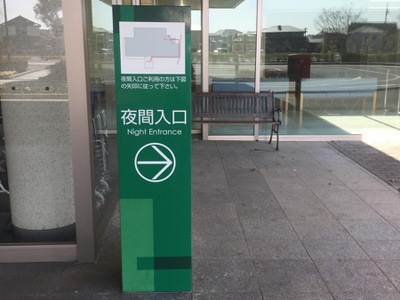 夜間入口ご利用の方は下図
の矢印に従って下さい。
夜間入口
Night Entrance